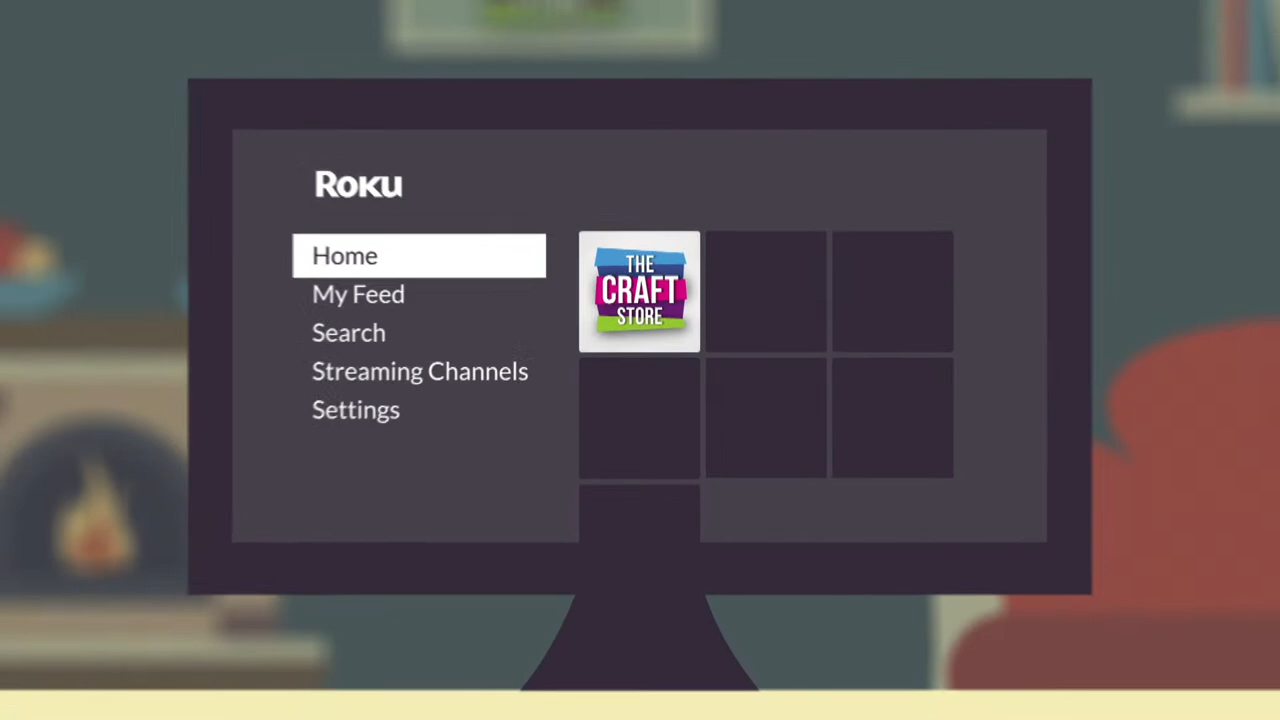 Roku
Home
My Feed
Search
Streaming Channels
Settings
THE
CRAFT
STORE